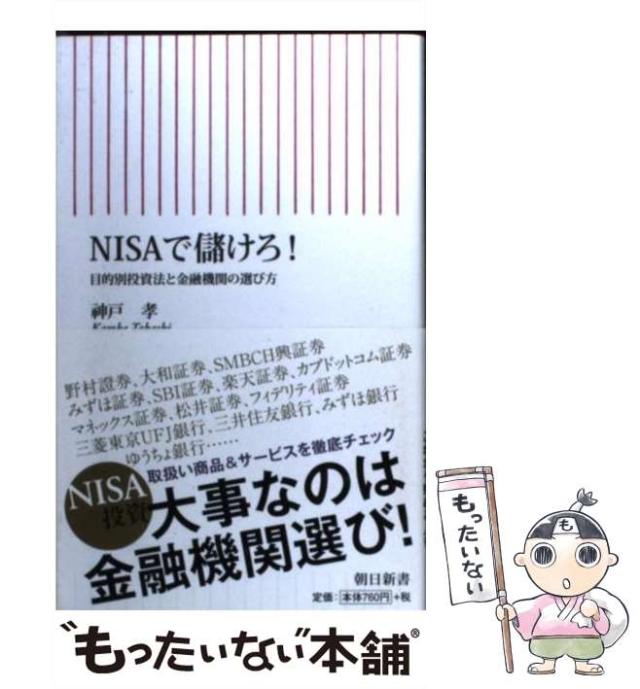 NISAで儲けろ!
目的別投資法と金融機関の選び方
神戸 孝
Kambe Takashi
野村證券、大和証券、SMBC日興証券
みずほ証券、SBI証券、楽天証券、カブドットコム証券
マネックス証券、松井証券、フィデリティ証券
三菱東京UFJ銀行、三井住友銀行、みずほ銀行
ゆうちょ銀行……
取扱い商品&サービスを徹底チェック
NISA
投資
大事なのは
金融機関選び!
朝日新書
定価:本体760円+税
も
もったいない
“もったいない”本舗®